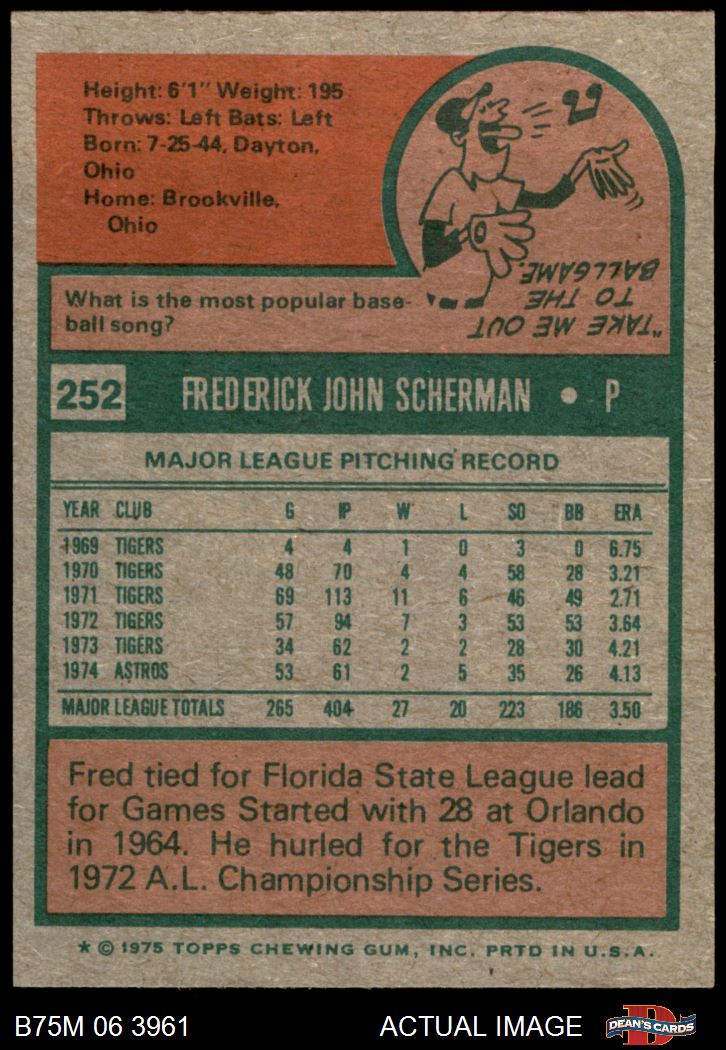 Height: 6'1" Weight: 195
Throws: Left Bats: Left
Born: 7-25-44, Dayton,
Ohio
Home: Brookville,
Ohio
What is the most popular base-
ball song?
"TAKE ME OUT
TO THE
BALLGAME."
252 FREDERICK JOHN SCHERMAN • P
MAJOR LEAGUE PITCHING RECORD
YEAR CLUB G IP W L SO BB ERA
1969 TIGERS 4 4 1 0 3 0 6.75
1970 TIGERS 48 70 4 4 58 28 3.21
1971 TIGERS 69 113 11 6 46 49 2.71
1972 TIGERS 57 94 7 3 53 53 3.64
1973 TIGERS 34 62 2 2 28 30 4.21
1974 ASTROS 53 61 2 5 35 26 4.13
MAJOR LEAGUE TOTALS 265 404 27 20 223 186 3.50
Fred tied for Florida State League lead
for Games Started with 28 at Orlando
in 1964. He hurled for the Tigers in
1972 A.L. Championship Series.
* © 1975 TOPPS CHEWING GUM, INC. PRTD IN U.S.A.
B75M 06 3961 ACTUAL IMAGE
D
DEAN'S CARDS